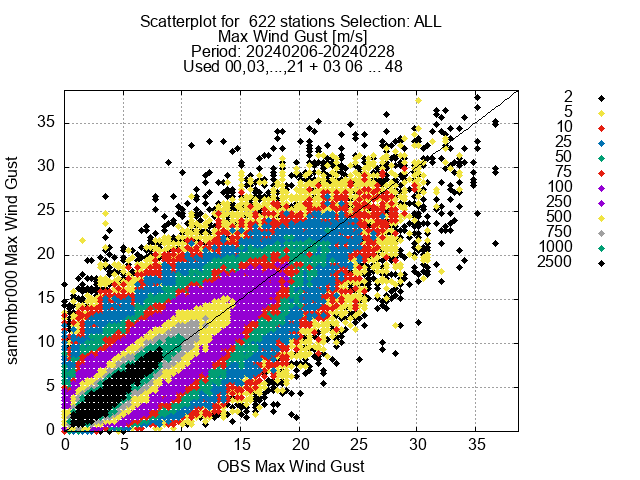 Scatterplot for  622 stations Selection: ALL
Max Wind Gust [m/s]
Period: 20240206-20240228
Used 00,03,...,21 + 03 06 ... 48
sam0mbr000 Max Wind Gust
35
30
25
20
15
10
5
0
0 5 10 15 20 25 30 35
OBS Max Wind Gust
2
5
10
25
50
75
100
250
500
750
1000
2500